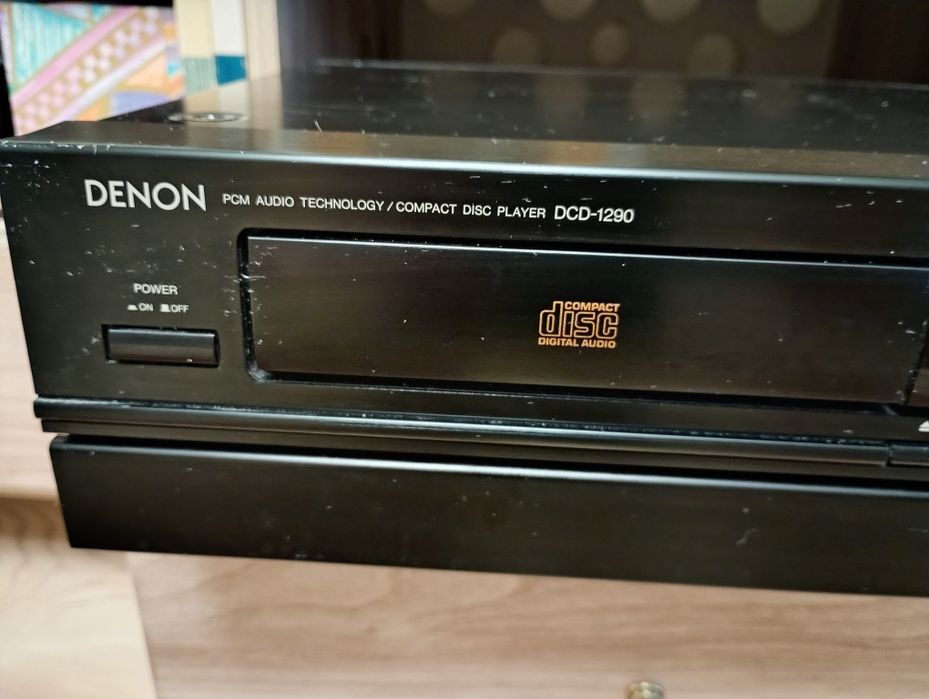 DENON PCM AUDIO TECHNOLOGY / COMPACT DISC PLAYER DCD-1290
POWER
ON OFF
COMPACT
disc
DIGITAL AUDIO